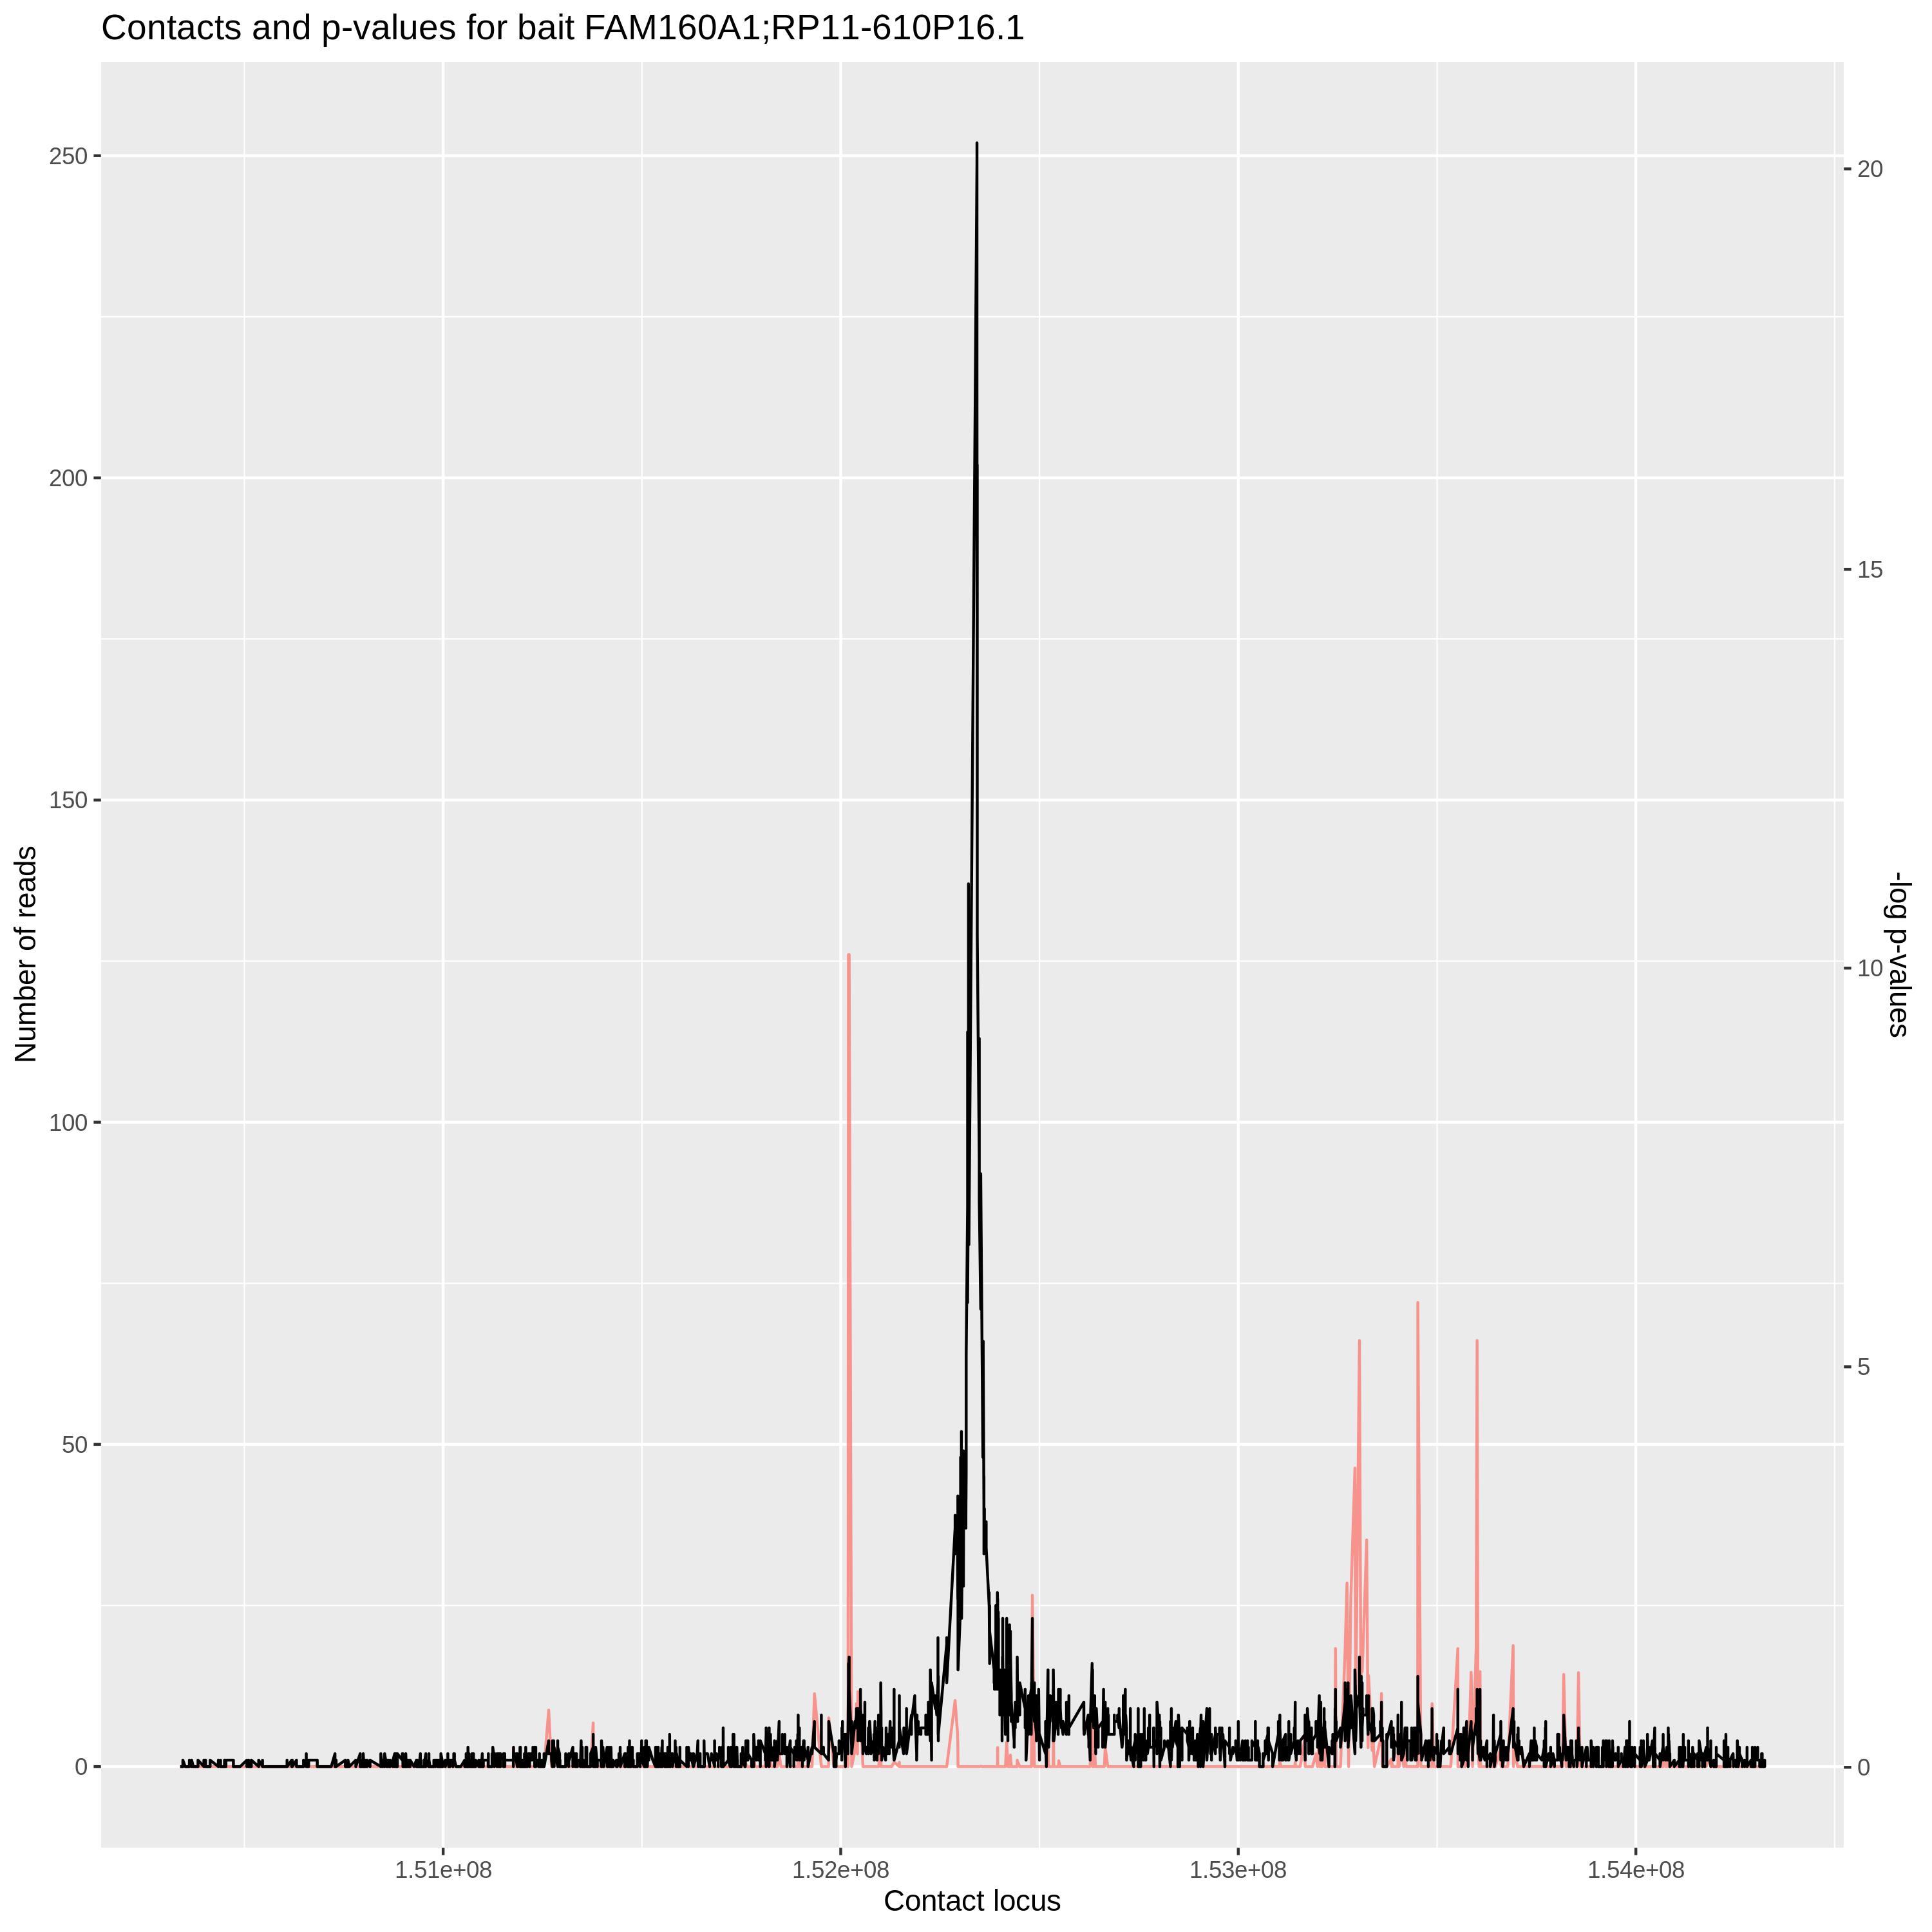 Contacts and p-values for bait FAM160A1;RP11-610P16.1
250
200
150
100
50
0
Number of reads
20
15
10
5
0
-log p-values
1.51e+08
1.52e+08
1.53e+08
1.54e+08
Contact locus